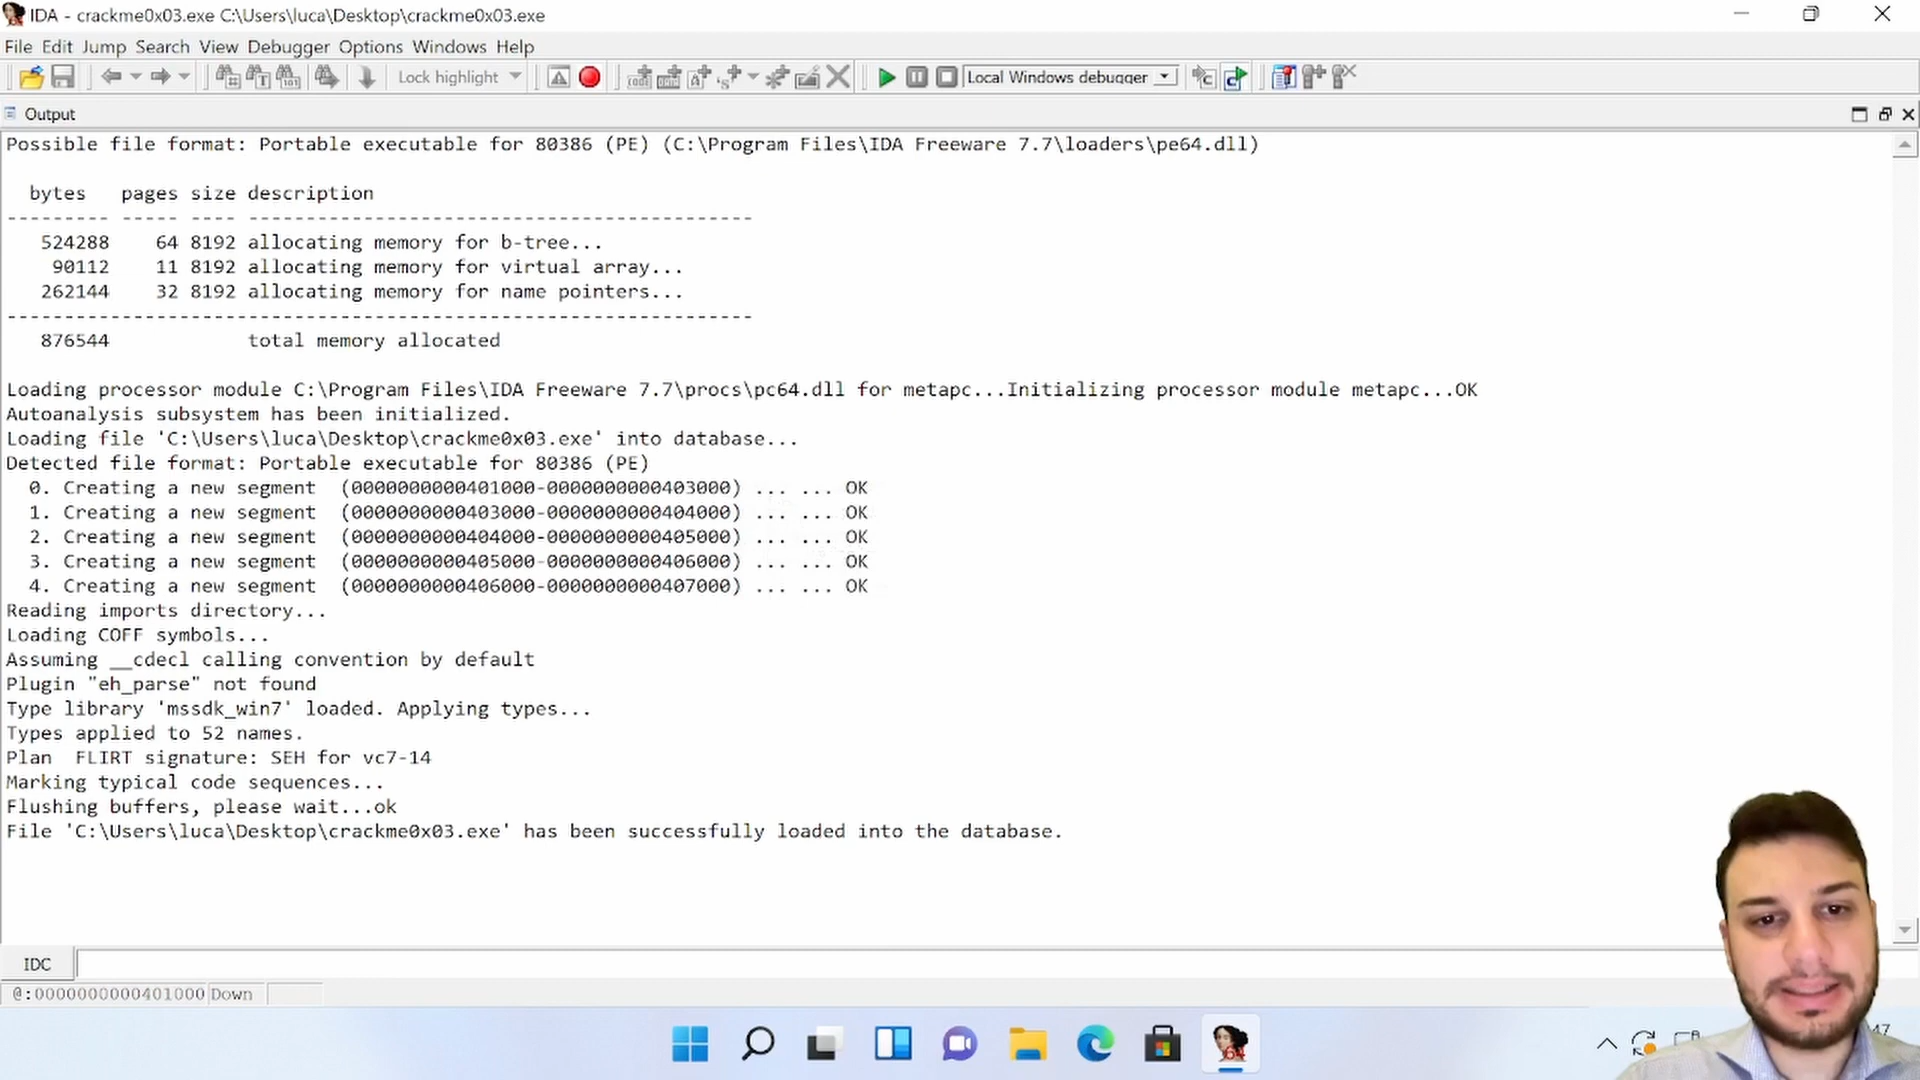 IDA - crackme0x03.exe C:\Users\luca\Desktop\crackme0x03.exe
File Edit Jump Search View Debugger Options Windows Help
Lock highlight
Local Windows debugger
Output
Possible file format: Portable executable for 80386 (PE) (C:\Program Files\IDA Freeware 7.7\loaders\pe64.dll)
bytes pages size description
--------- ----- ---- --------------------------------------------
524288 64 8192 allocating memory for b-tree...
90112 11 8192 allocating memory for virtual array...
262144 32 8192 allocating memory for name pointers...
-----------------------------------------------------------------
876544 total memory allocated
Loading processor module C:\Program Files\IDA Freeware 7.7\procs\pc64.dll for metapc...Initializing processor module metapc...OK
Autoanalysis subsystem has been initialized.
Loading file 'C:\Users\luca\Desktop\crackme0x03.exe' into database...
Detected file format: Portable executable for 80386 (PE)
0. Creating a new segment (0000000000401000-0000000000403000) ... ... OK
1. Creating a new segment (0000000000403000-0000000000404000) ... ... OK
2. Creating a new segment (0000000000404000-0000000000405000) ... ... OK
3. Creating a new segment (0000000000405000-0000000000406000) ... ... OK
4. Creating a new segment (0000000000406000-0000000000407000) ... ... OK
Reading imports directory...
Loading COFF symbols...
Assuming __cdecl calling convention by default
Plugin "eh_parse" not found
Type library 'mssdk_win7' loaded. Applying types...
Types applied to 52 names.
Plan FLIRT signature: SEH for vc7-14
Marking typical code sequences...
Flushing buffers, please wait...ok
File 'C:\Users\luca\Desktop\crackme0x03.exe' has been successfully loaded into the database.
IDC
@:0000000000401000 Down
64
47